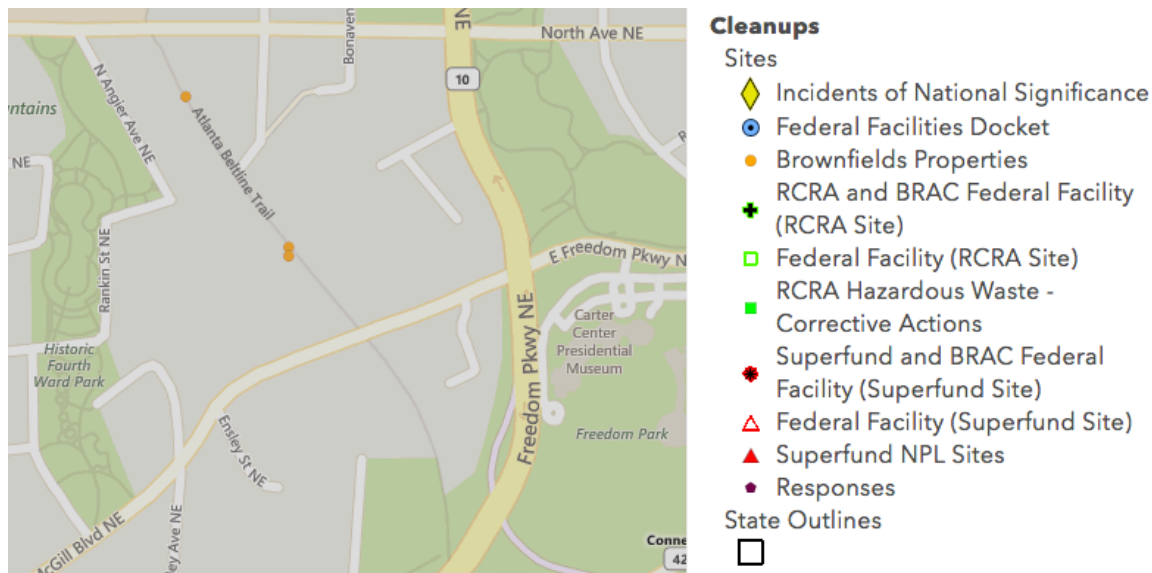 NE
North Ave NE
Bonaven
10
N Angier Ave NE
ntains
NE
Atlanta Beltline Trail
Rankin St NE
E Freedom Pkwy N
Freedom Pkwy NE
Carter
Center
Presidential
Museum
Historic
Fourth
Ward Park
Freedom Park
Ensley St NE
McGill Blvd NE
ey Ave NE
Conne
42
Cleanups
Sites
Incidents of National Significance
Federal Facilities Docket
Brownfields Properties
RCRA and BRAC Federal Facility
(RCRA Site)
Federal Facility (RCRA Site)
RCRA Hazardous Waste -
Corrective Actions
Superfund and BRAC Federal
Facility (Superfund Site)
Federal Facility (Superfund Site)
Superfund NPL Sites
Responses
State Outlines